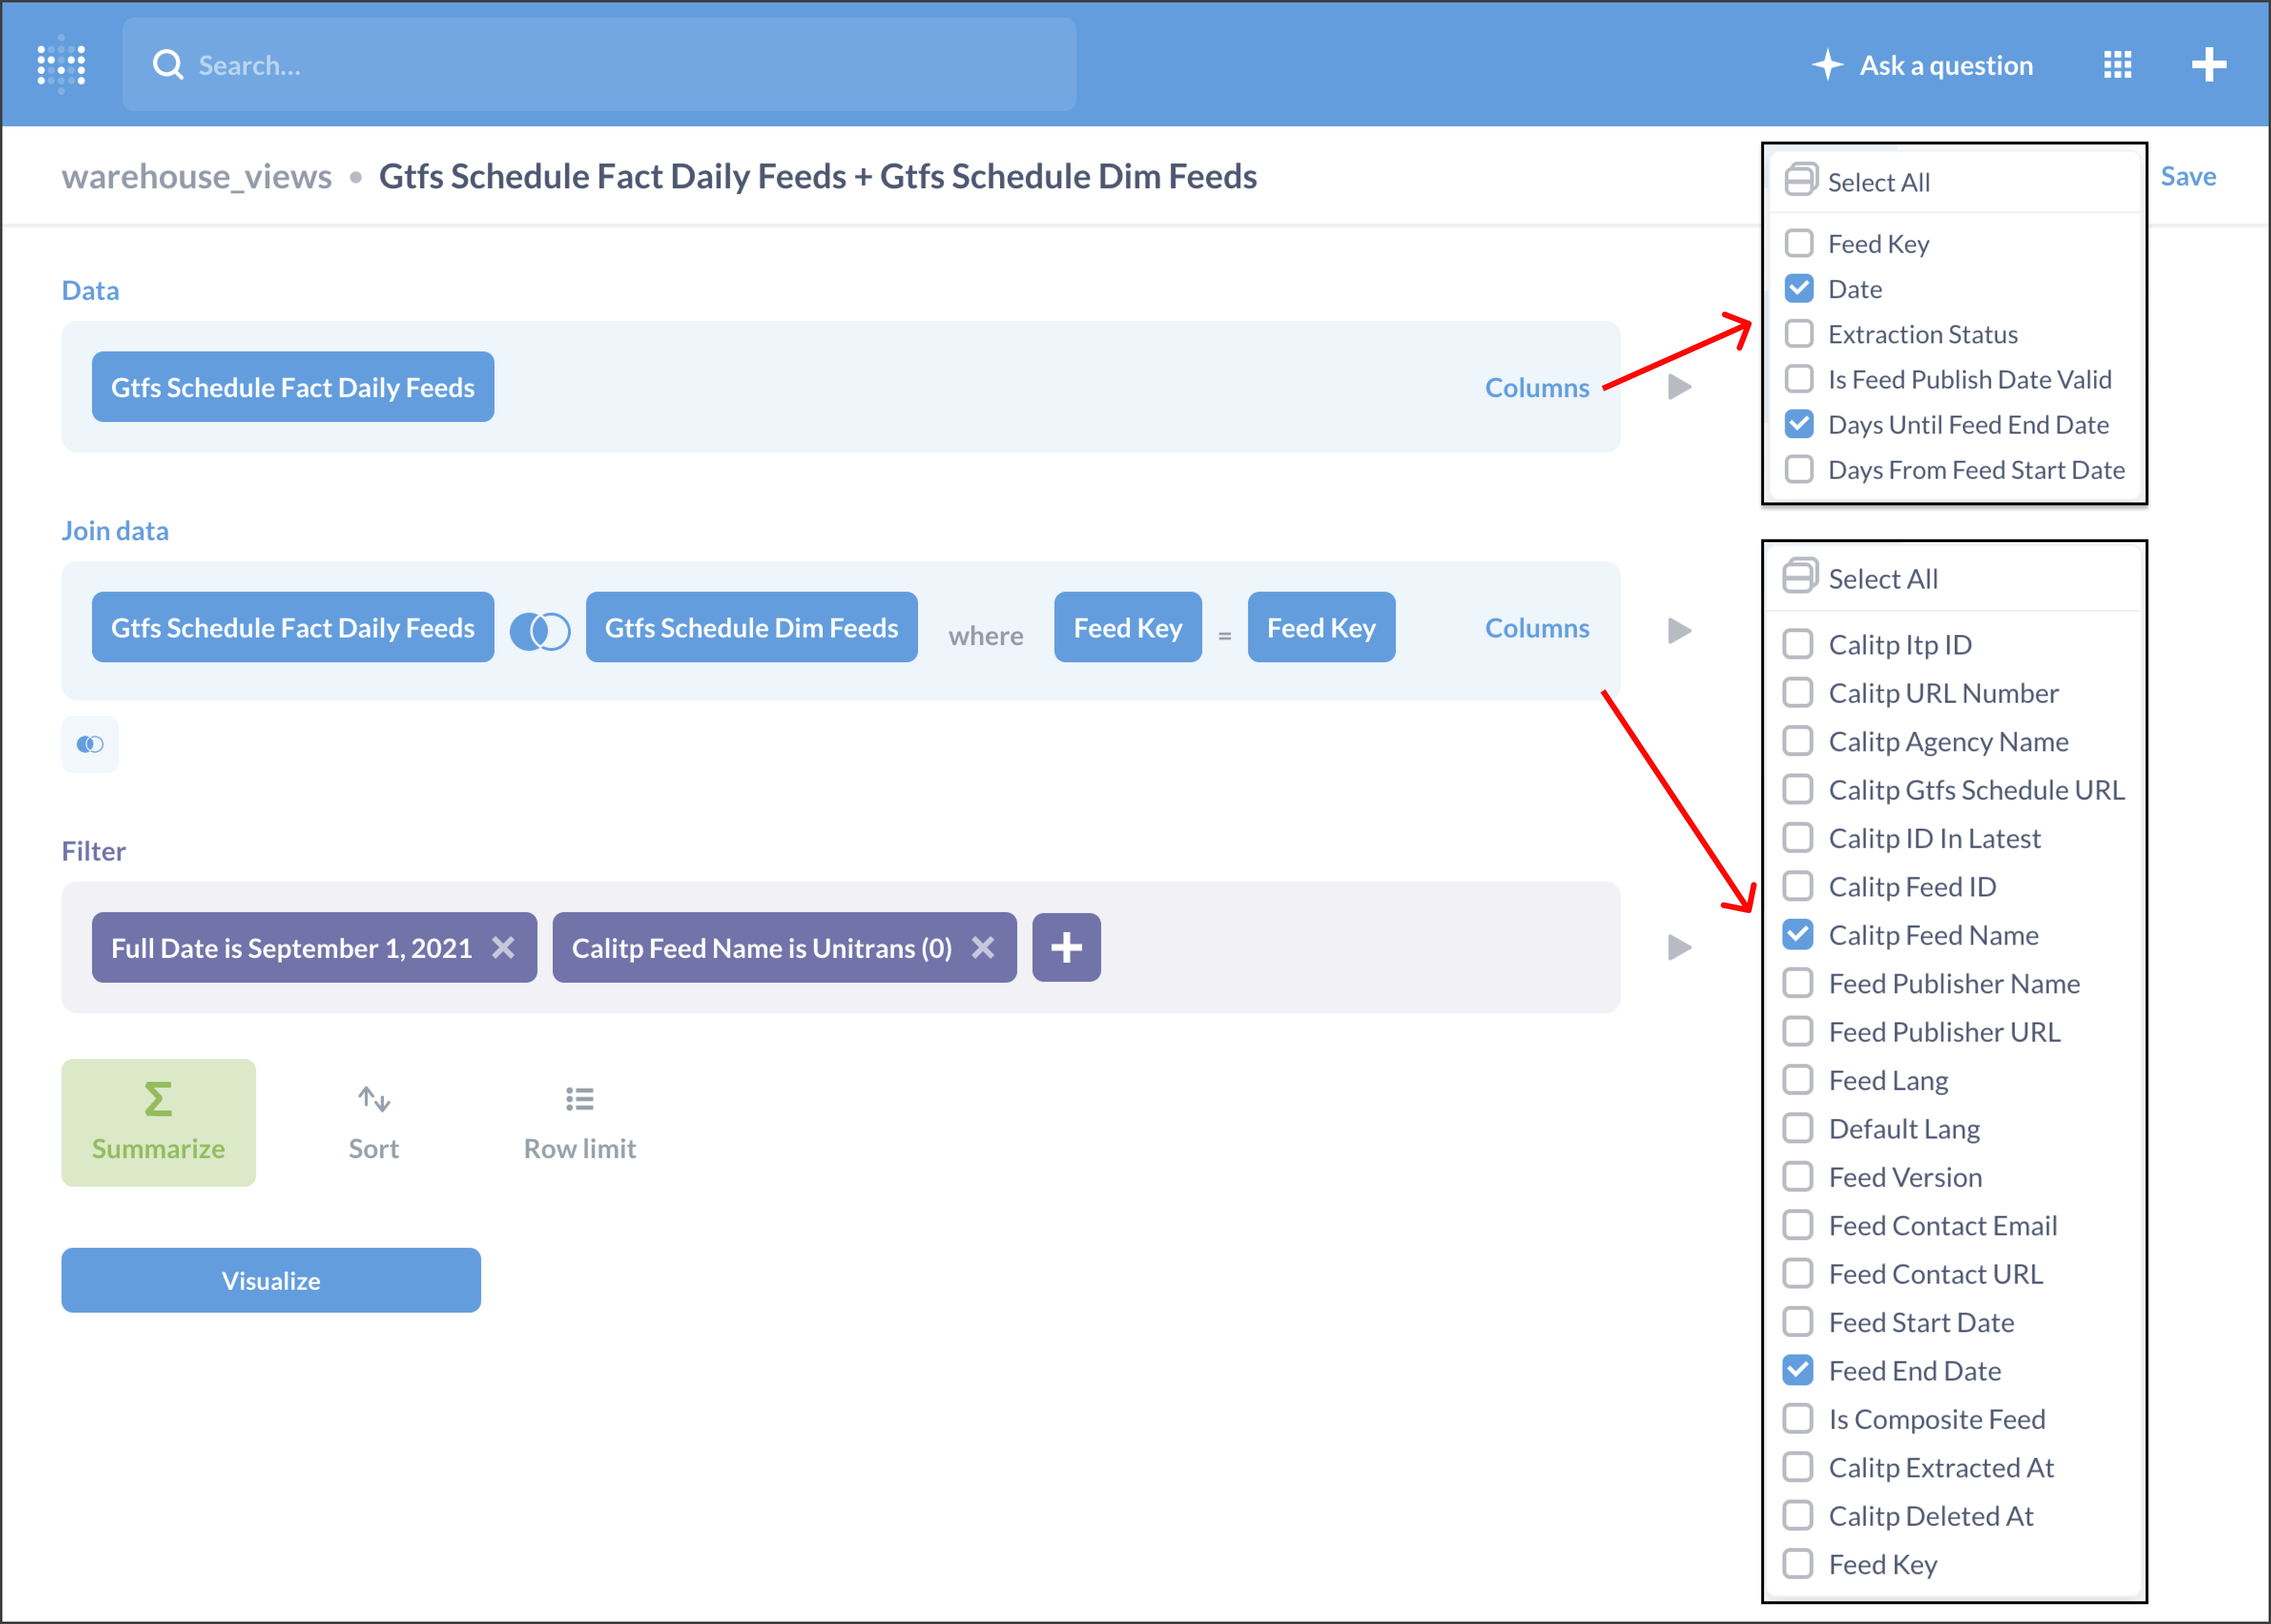 Search...
Ask a question
warehouse_views • Gtfs Schedule Fact Daily Feeds + Gtfs Schedule Dim Feeds
Save
Data
Gtfs Schedule Fact Daily Feeds
Columns
Join data
Gtfs Schedule Fact Daily Feeds
Gtfs Schedule Dim Feeds
where
Feed Key
=
Feed Key
Columns
Filter
Full Date is September 1, 2021
Calitp Feed Name is Unitrans (0)
Summarize
Sort
Row limit
Visualize
Select All
Feed Key
Date
Extraction Status
Is Feed Publish Date Valid
Days Until Feed End Date
Days From Feed Start Date
Select All
Calitp Itp ID
Calitp URL Number
Calitp Agency Name
Calitp Gtfs Schedule URL
Calitp ID In Latest
Calitp Feed ID
Calitp Feed Name
Feed Publisher Name
Feed Publisher URL
Feed Lang
Default Lang
Feed Version
Feed Contact Email
Feed Contact URL
Feed Start Date
Feed End Date
Is Composite Feed
Calitp Extracted At
Calitp Deleted At
Feed Key